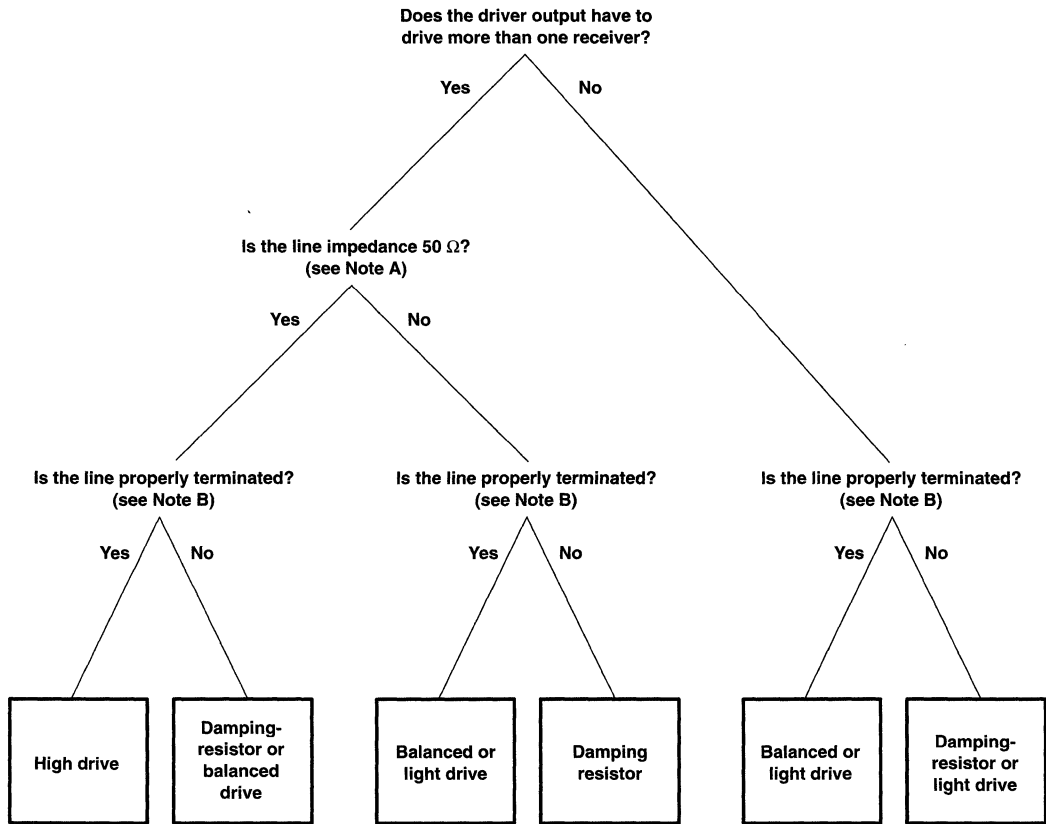 Does the driver output have to
drive more than one receiver?
Yes
No
Is the line impedance 50 Ω?
(see Note A)
Yes
No
Is the line properly terminated?
(see Note B)
Is the line properly terminated?
(see Note B)
Is the line properly terminated?
(see Note B)
Yes
No
Yes
No
Yes
No
High drive
Damping-
resistor or
balanced
drive
Balanced or
light drive
Damping
resistor
Balanced or
light drive
Damping-
resistor or
light drive